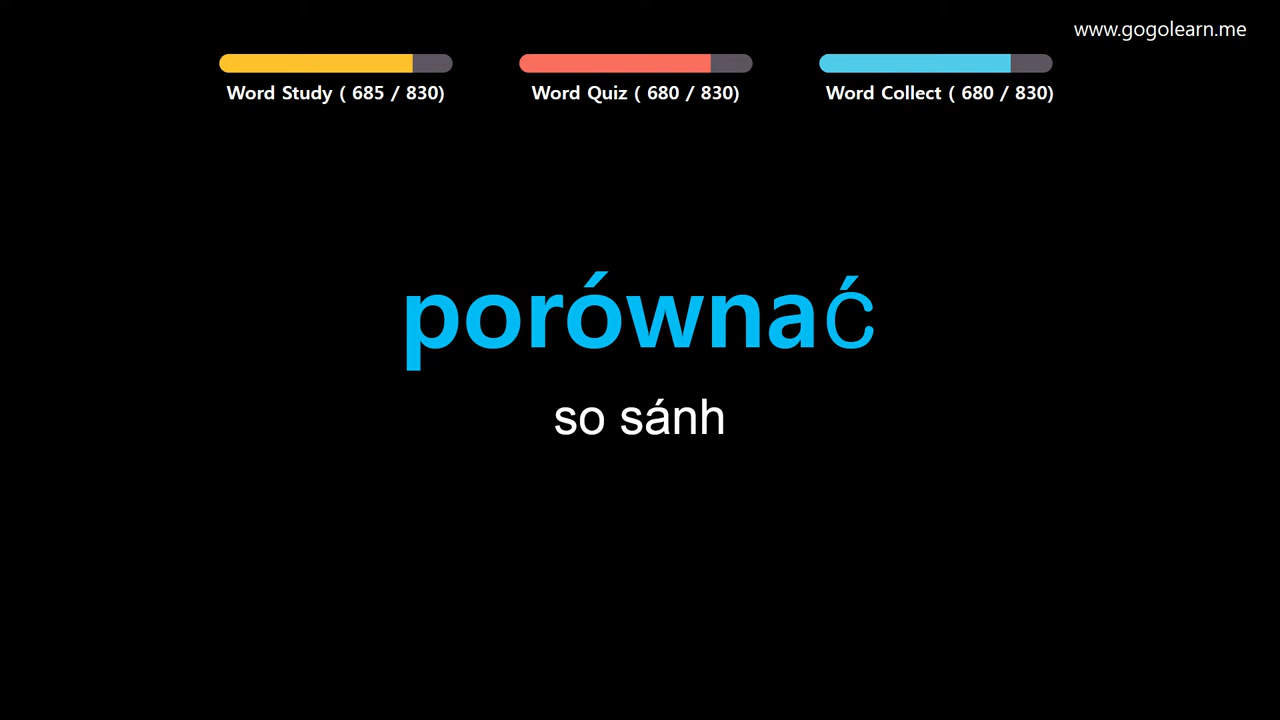 www.gogolearn.me
Word Study ( 685 / 830)
Word Quiz ( 680 / 830)
Word Collect ( 680 / 830)
porównać
so sánh